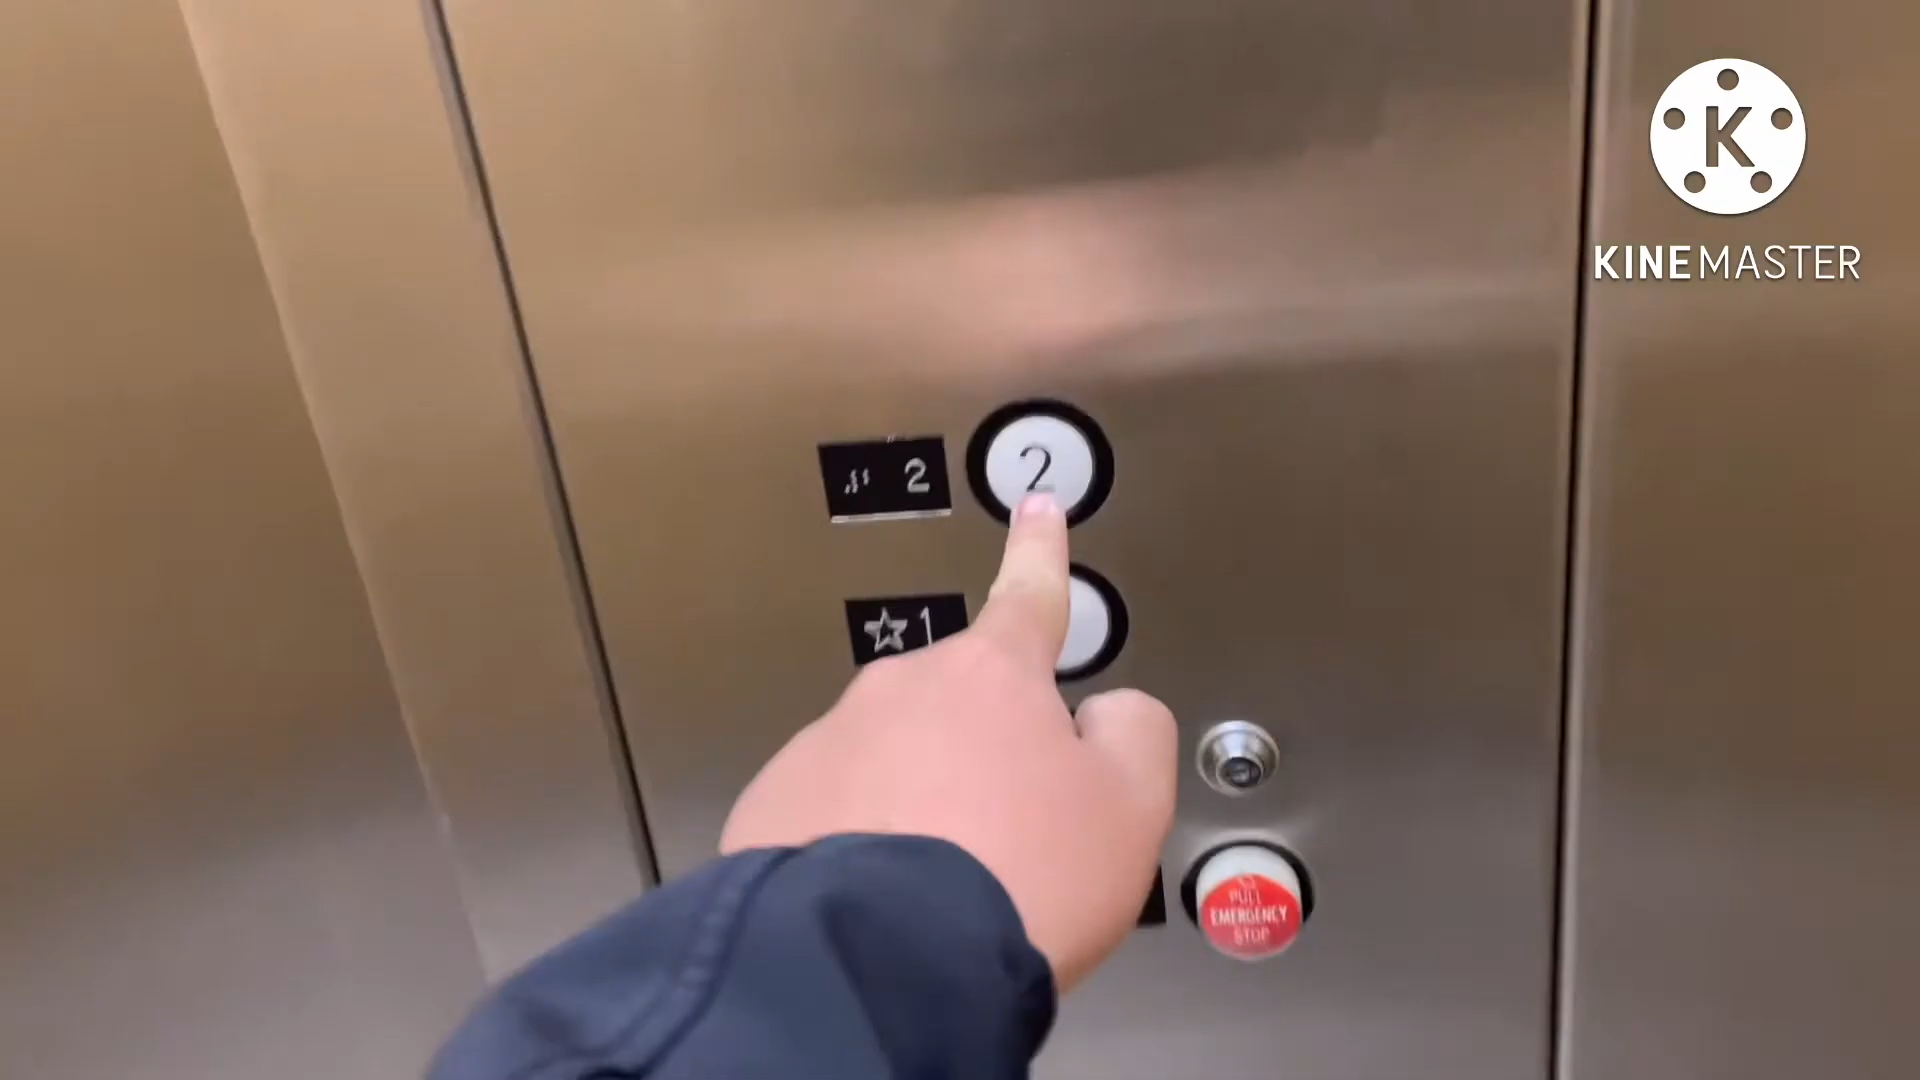 K
KINEMASTER
2
2
☆1
PULL
EMERGENCY
STOP